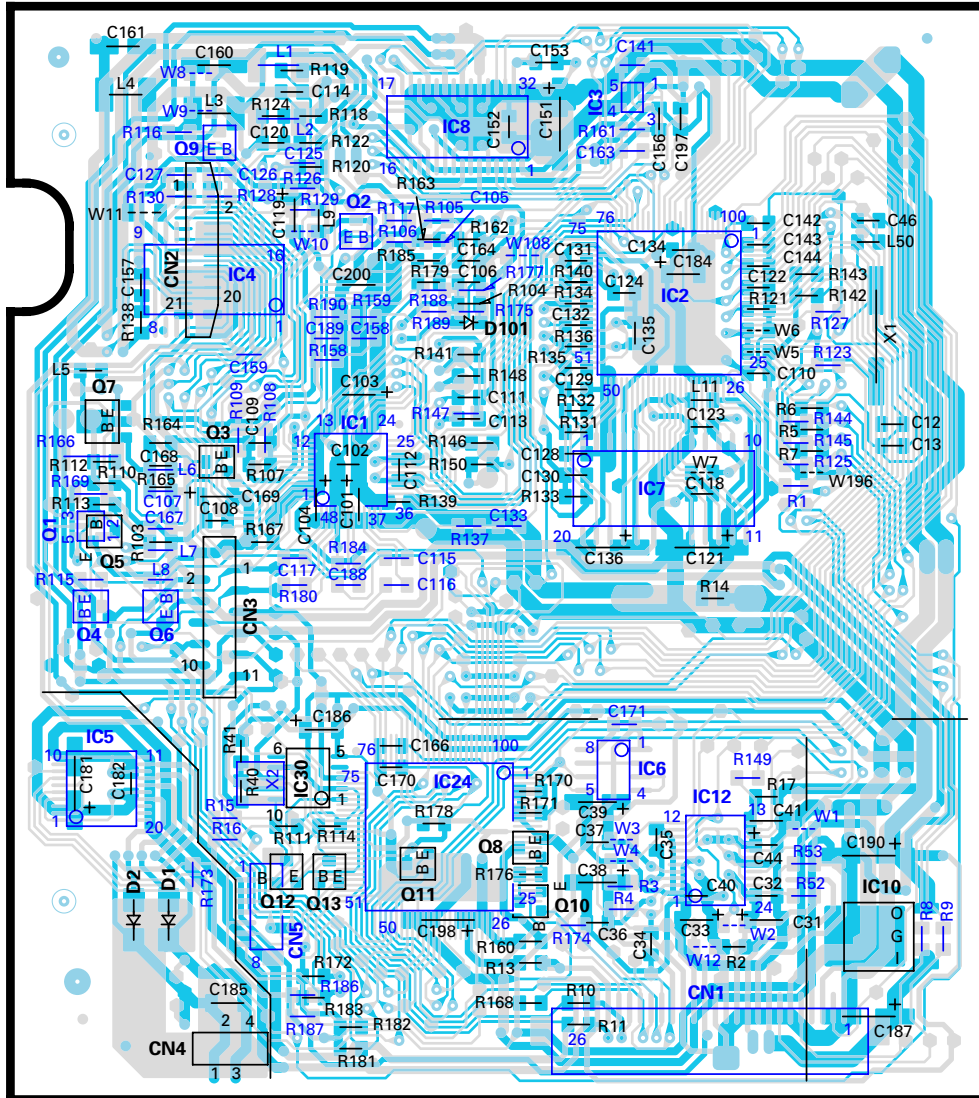 C161
C160
L1
C153
C141
W8
R119
17
32
+
5
1
L4
C114
IC3
W9
L3
R124
R118
IC8
C152
C151
4
3
R116
C120
L2
R122
R161
C156
C197
Q9
E B
C125
R120
16
1
C163
C127
1
C126
R126
R163
R130
R128
+
R129
Q2
R117
R105
C105
76
100
W11
2
C119
L9
R106
R162
75
1
C142
C46
9
CN2
16
W10
E B
R185
C164
W108
C131
C134
+
C184
C143
L50
C157
IC4
C200
R179
C106
R177
R140
C124
IC2
C122
C144
R143
21
20
R190
R159
R188
R104
R134
R121
R142
R138
8
1
C189
C158
R189
R175
C132
C135
W6
R127
X1
R158
D101
R136
W5
L5
C159
R141
R135
51
25
C110
R123
Q7
R109
C109
R108
C103
+
R148
C129
50
L11
26
B E
13
IC1
24
C111
R132
C123
R6
R144
C12
R166
R164
Q3
12
25
R147
C113
R131
1
10
R5
R145
C13
R112
C168
L6
B E
C102
R146
C128
R7
R125
R110
R165
R107
C112
R150
C130
IC7
W7
W196
R169
C107
+
C169
1
+
+
R139
R133
C118
R1
R113
C108
48
37
36
Q1
3
B
2
C167
R167
C104
C101
R137
C133
20
11
5
1
R103
C136
+
C121
+
E
Q5
L7
1
C117
R184
C115
R115
L8
2
R180
C188
C116
R14
B E
E B
CN3
Q4
Q6
10
11
+
C186
C171
IC5
R41
6
5
76
C166
100
8
1
10
11
C181
C182
R40
X2
IC30
75
C170
IC24
1
R170
IC6
R149
+
R171
5
4
R17
1
20
R15
10
1
R178
C39
+
IC12
13
C41
W1
R16
R111
R114
C37
W3
12
+
C190
+
Q8
B E
W4
C35
C44
R53
D2
D1
R173
1
B
E
B E
B E
R176
C38
R3
C40
C32
R52
IC10
Q12
Q13
Q11
51
25
E
Q10
R4
1
24
O
R8
R9
CN5
50
C198
+
26
B
R174
C36
C33
+
+
W2
C31
G
8
R160
C34
W12
R2
I
R172
R13
R186
CN1
C185
R183
R168
R10
+
2
4
R187
R182
R11
1
C187
CN4
R181
26
1
3